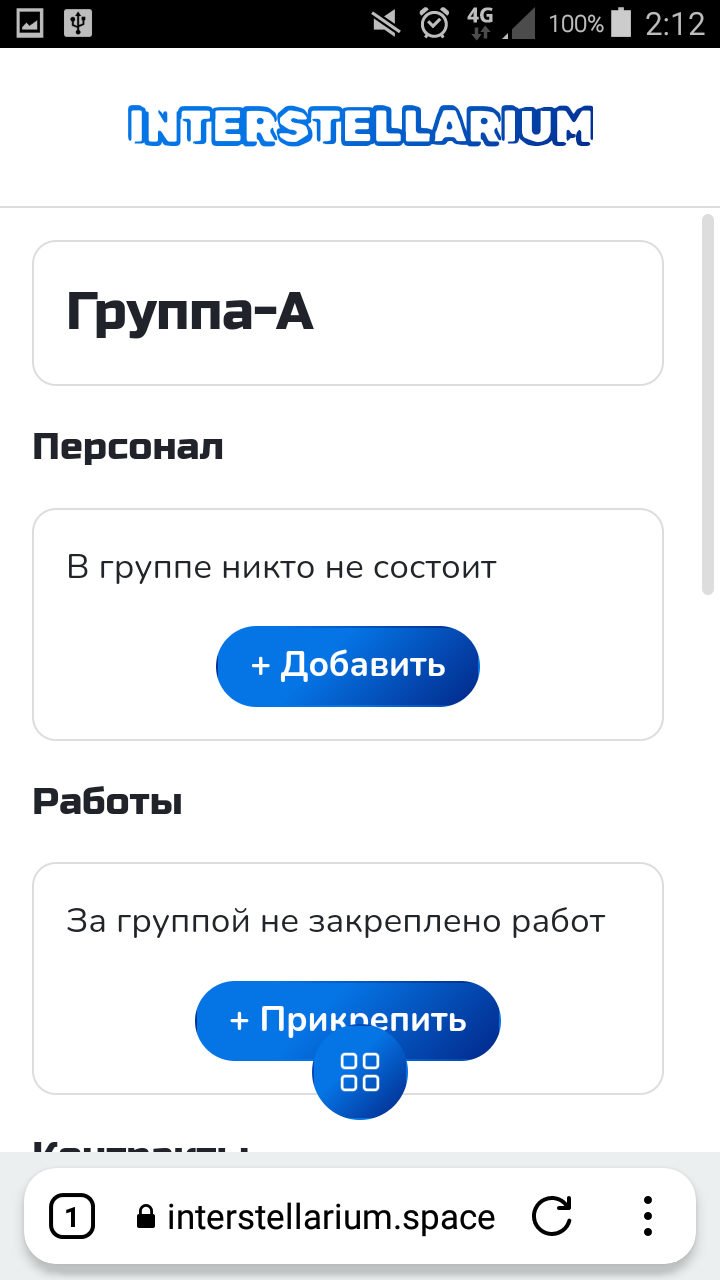 4G
100%
2:12
INTERSTELLARIUM
Группа-А
Персонал
В группе никто не состоит
+ Добавить
Работы
За группой не закреплено работ
+ Прикрепить
Контракты
1
interstellarium.space